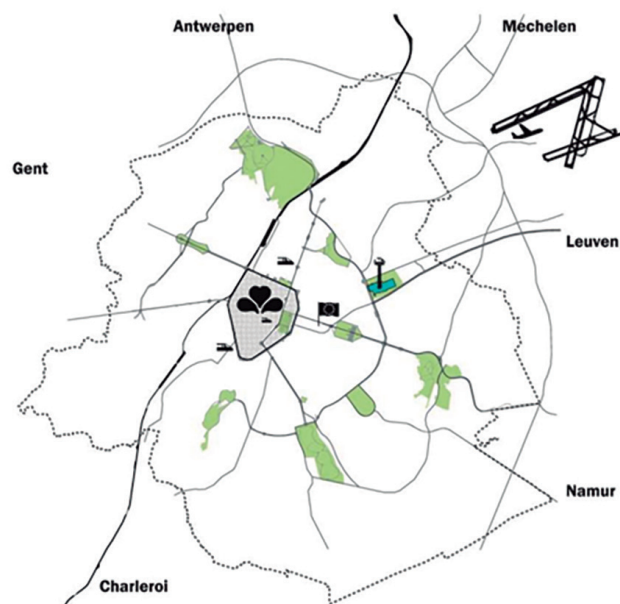 Antwerpen
Mechelen
Gent
Leuven
Namur
Charleroi